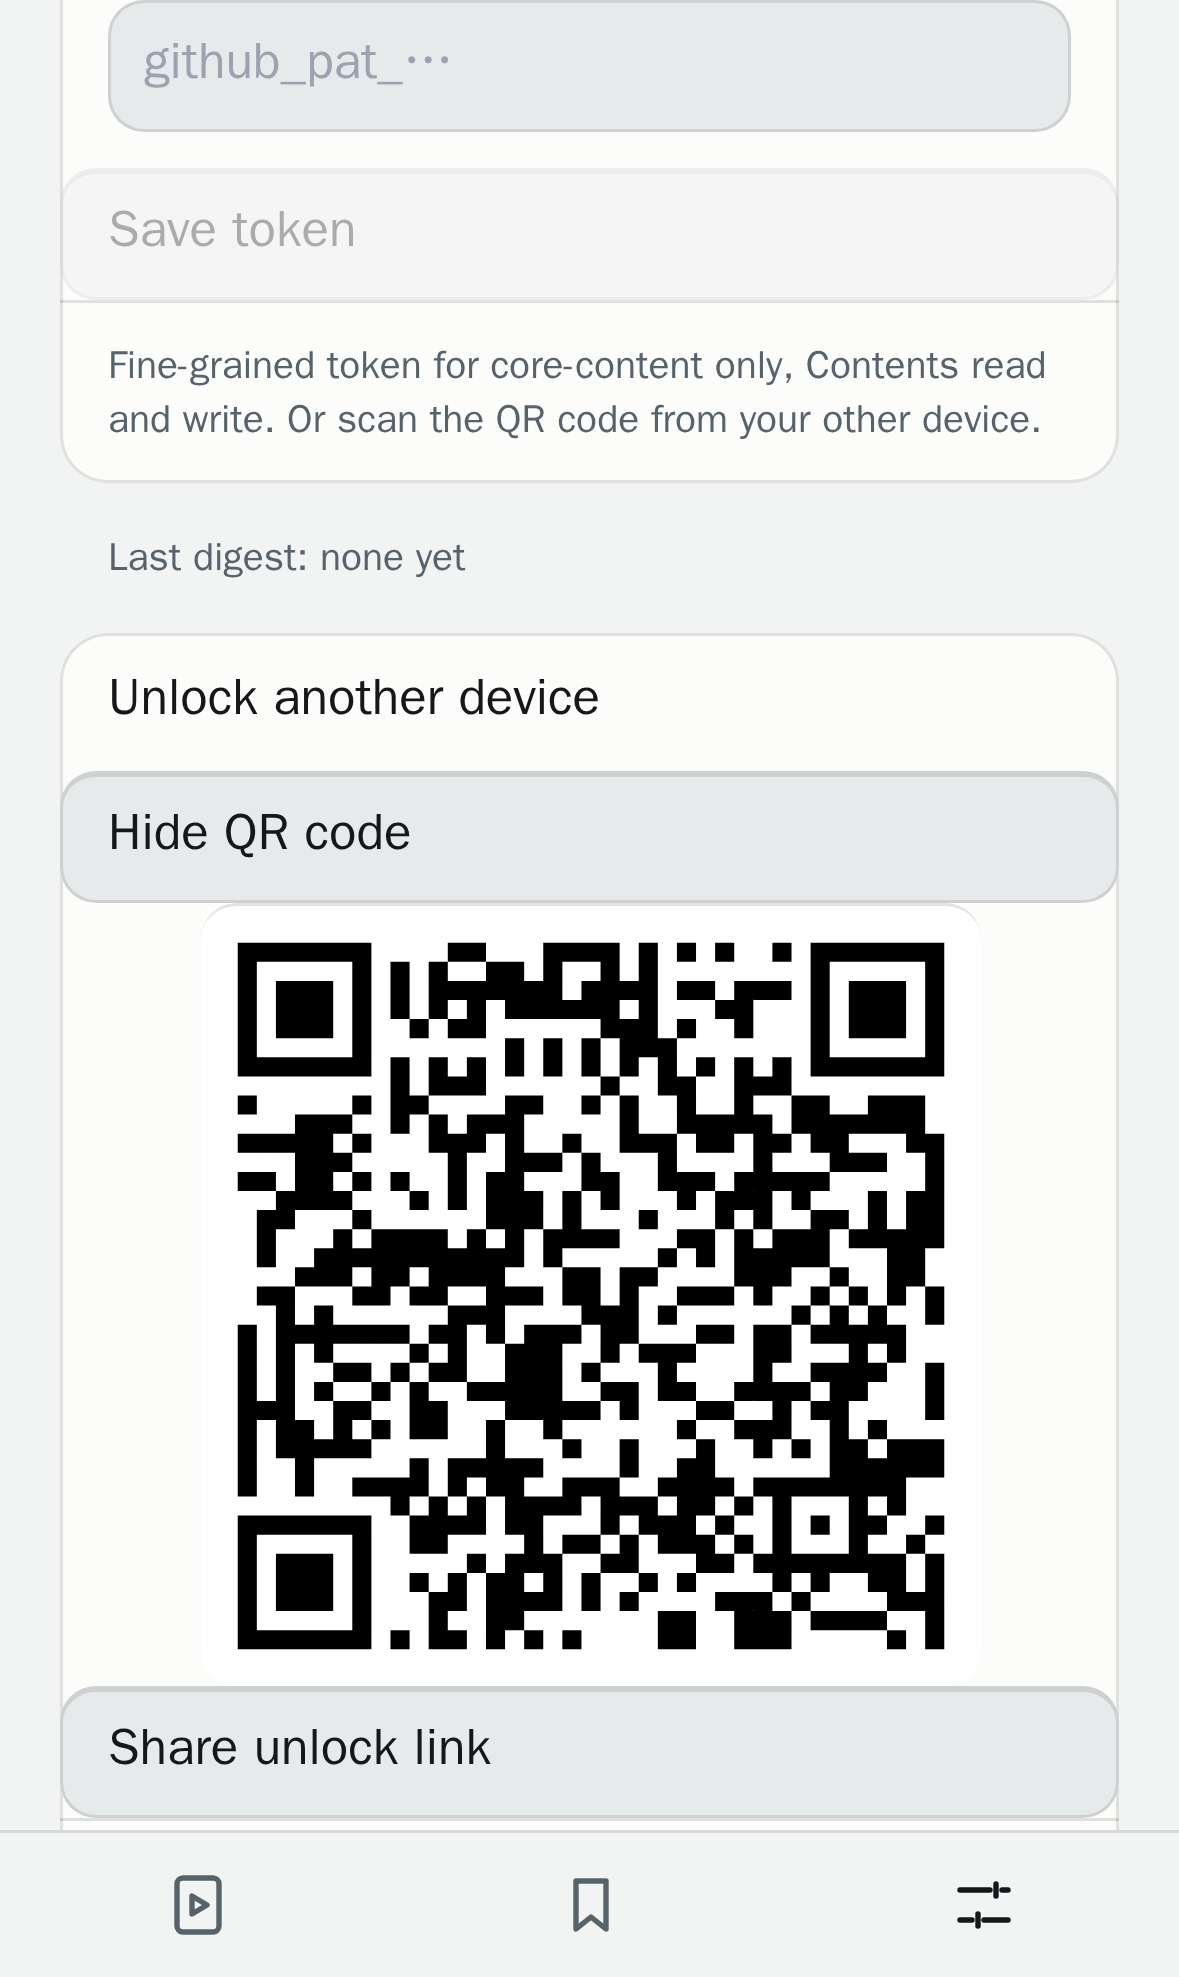 github_pat_···
Save token
Fine-grained token for core-content only, Contents read
and write. Or scan the QR code from your other device.
Last digest: none yet
Unlock another device
Hide QR code
Share unlock link